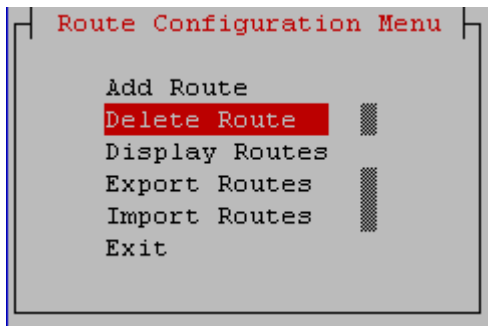 Route Configuration Menu
Add Route
Delete Route
Display Routes
Export Routes
Import Routes
Exit